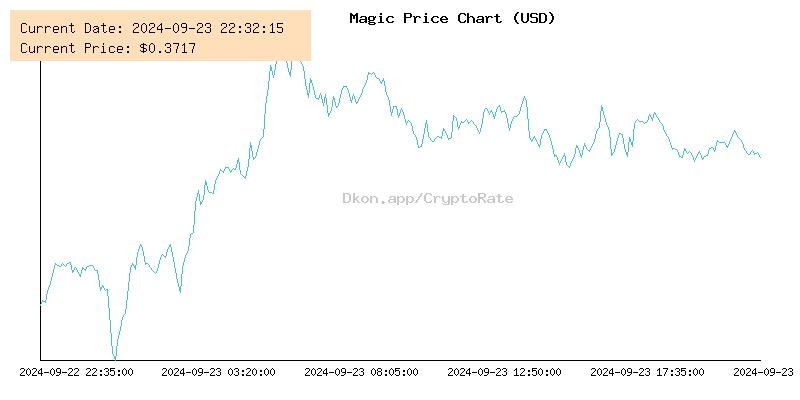 Magic Price Chart (USD)
Current Date: 2024-09-23 22:32:15
Current Price: $0.3717
Dkon.app/CryptoRate
2024-09-22 22:35:00 2024-09-23 03:20:00 2024-09-23 08:05:00 2024-09-23 12:50:00 2024-09-23 17:35:00 2024-09-23